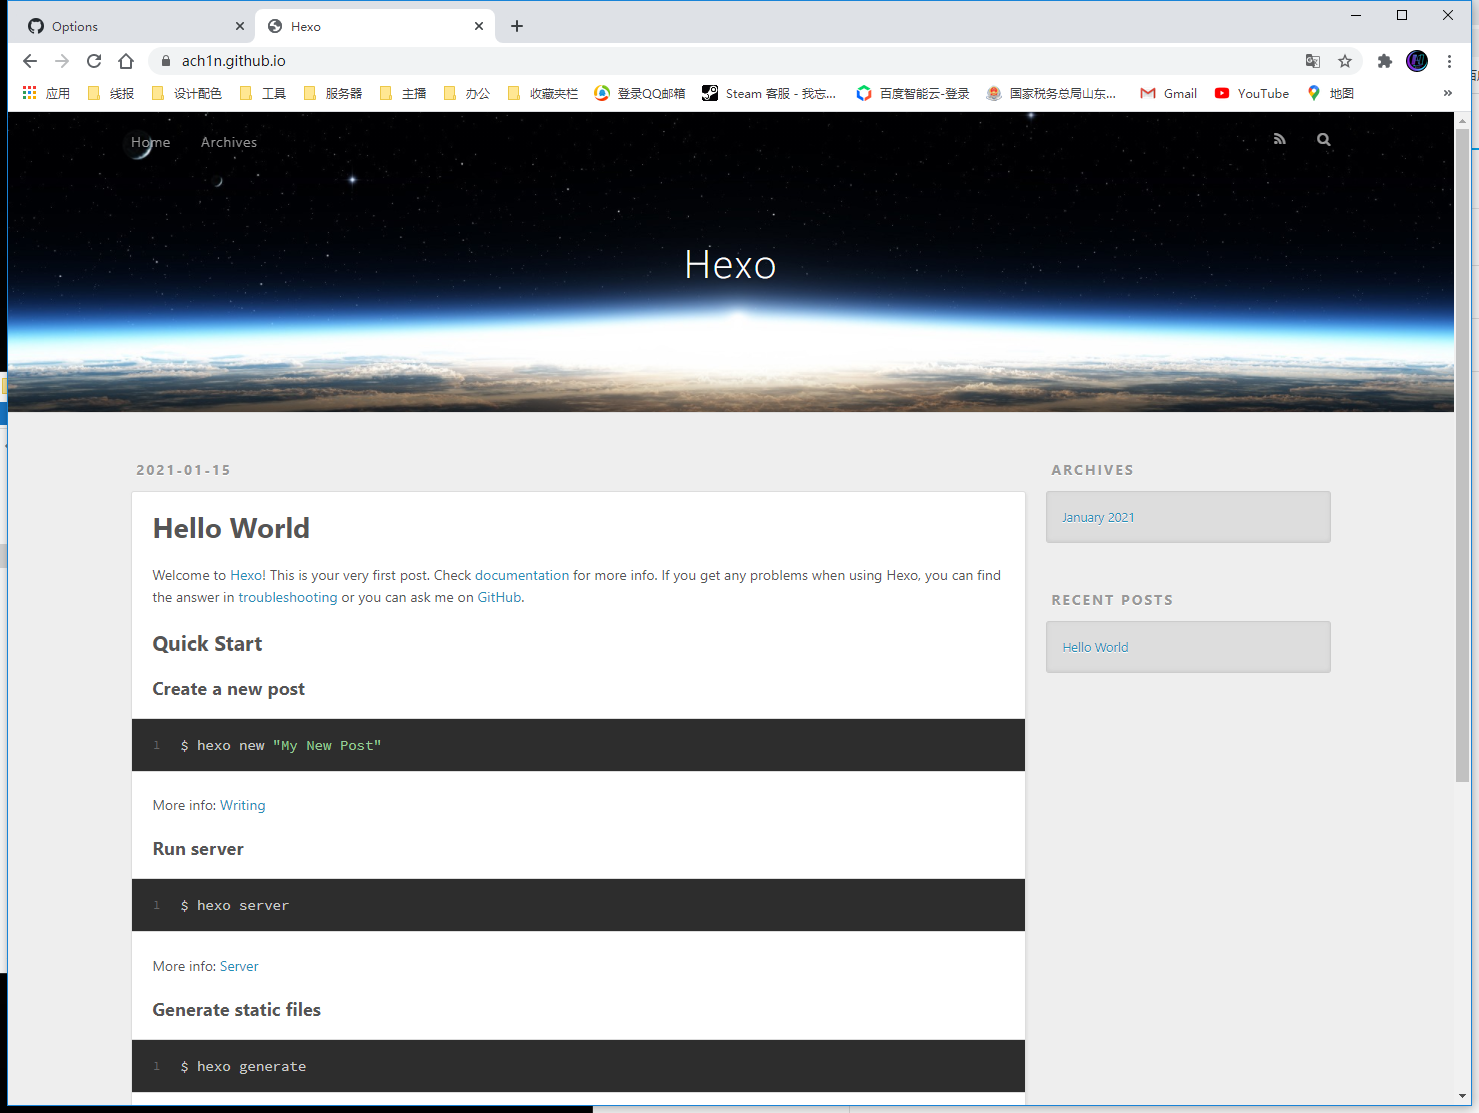 Options
Hexo
ach1n.github.io
应用 线报 设计配色 工具 服务器 主播 办公 收藏夹栏 登录QQ邮箱 Steam 客服 - 我忘... 百度智能云-登录 国家税务总局山东... Gmail YouTube 地图 »
Home Archives
Hexo
2021-01-15
Hello World
Welcome to Hexo! This is your very first post. Check documentation for more info. If you get any problems when using Hexo, you can find
the answer in troubleshooting or you can ask me on GitHub.
Quick Start
Create a new post
1 $ hexo new "My New Post"
More info: Writing
Run server
1 $ hexo server
More info: Server
Generate static files
1 $ hexo generate
ARCHIVES
January 2021
RECENT POSTS
Hello World